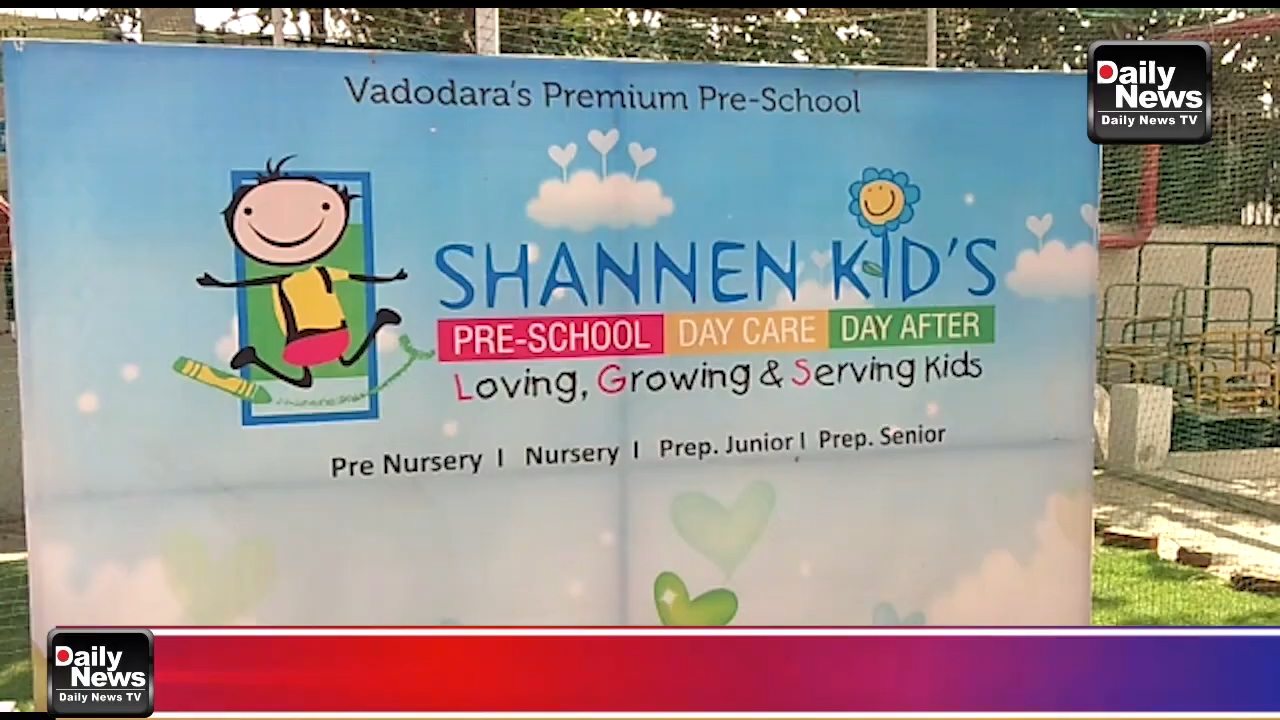 Vadodara's Premium Pre-School
Daily
News
Daily News TV
SHANNEN KID'S
PRE-SCHOOL DAY CARE DAY AFTER
Loving, Growing & Serving Kids
Pre Nursery I Nursery I Prep. Junior I Prep. Senior
Daily
News
Daily News TV